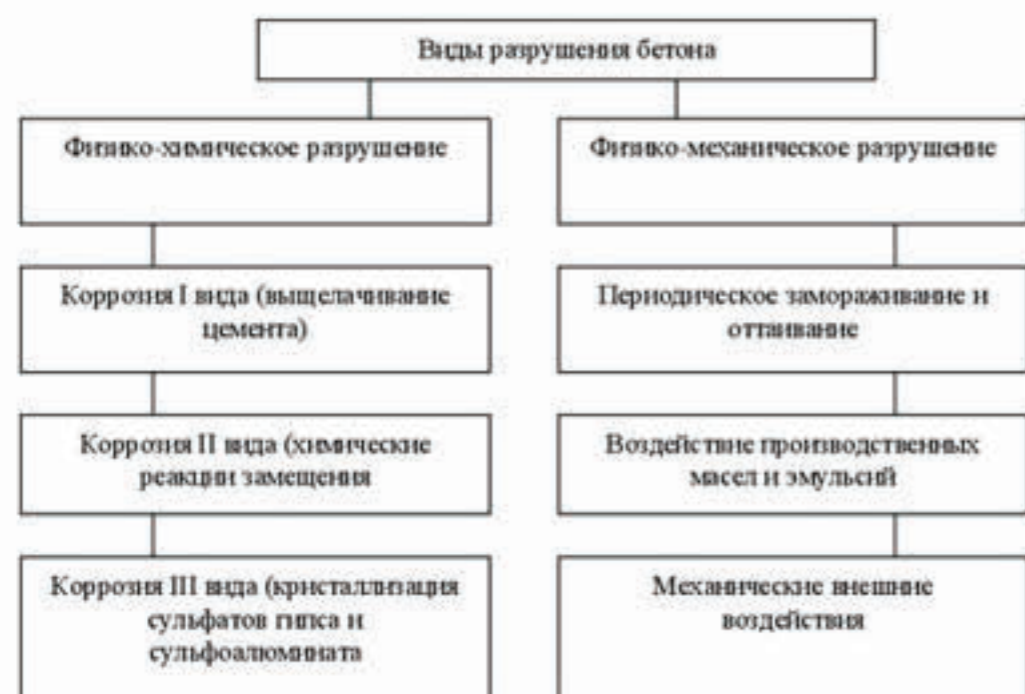 Виды разрушения бетона
Физико-химическое разрушение
Физико-механическое разрушение
Коррозия I вида (выщелачивание
цемента)
Периодическое замораживание и
оттаивание
Коррозия II вида (химические
реакции замещения
Воздействие производственных
масел и эмульсий
Коррозия III вида (кристаллизация
сульфатов гипса и
сульфоалюмината
Механические внешние
воздействия